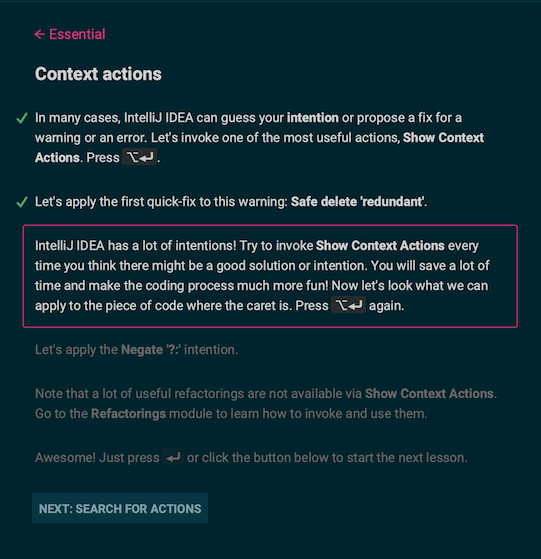 ← Essential
Context actions
In many cases, IntelliJ IDEA can guess your intention or propose a fix for a
warning or an error. Let's invoke one of the most useful actions, Show Context
Actions. Press ⌥↵.
Let's apply the first quick-fix to this warning: Safe delete 'redundant'.
IntelliJ IDEA has a lot of intentions! Try to invoke Show Context Actions every
time you think there might be a good solution or intention. You will save a lot of
time and make the coding process much more fun! Now let's look what we can
apply to the piece of code where the caret is. Press ⌥↵ again.
Let's apply the Negate '?:' intention.
Note that a lot of useful refactorings are not available via Show Context Actions.
Go to the Refactorings module to learn how to invoke and use them.
Awesome! Just press ↵ or click the button below to start the next lesson.
NEXT: SEARCH FOR ACTIONS